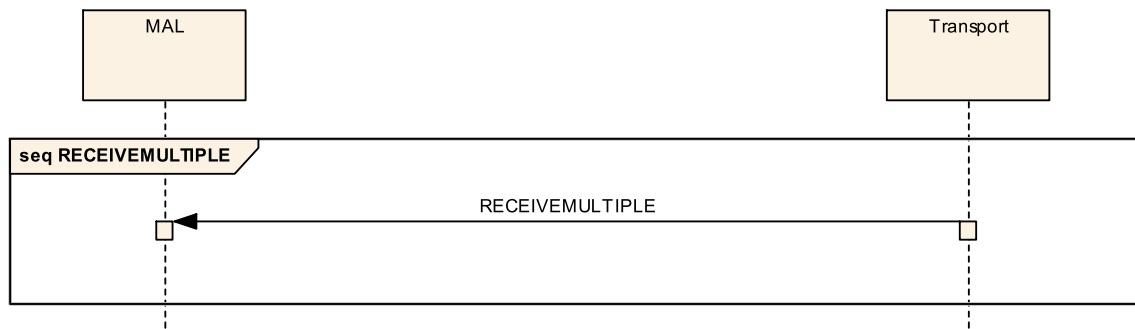 MAL
Transport
seq RECEIVEMULTIPLE
RECEIVEMULTIPLE